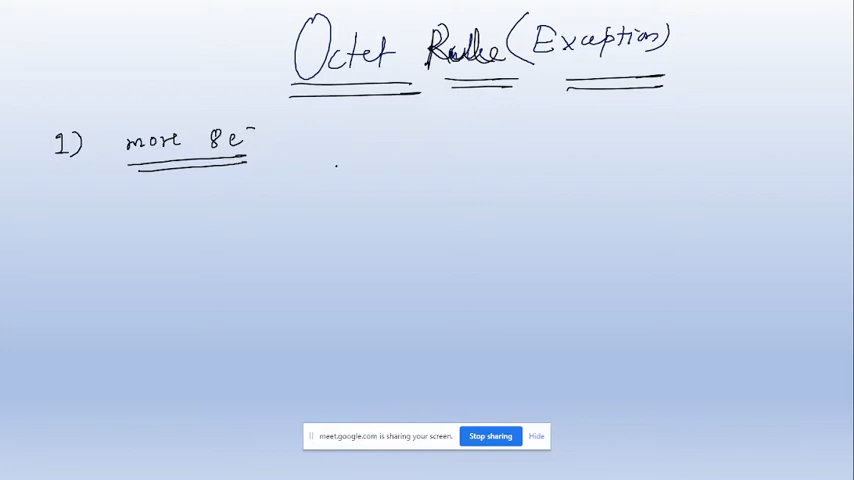 Octet Rule (Exception)
1) more 8e⁻
meet.google.com is sharing your screen. Stop sharing Hide